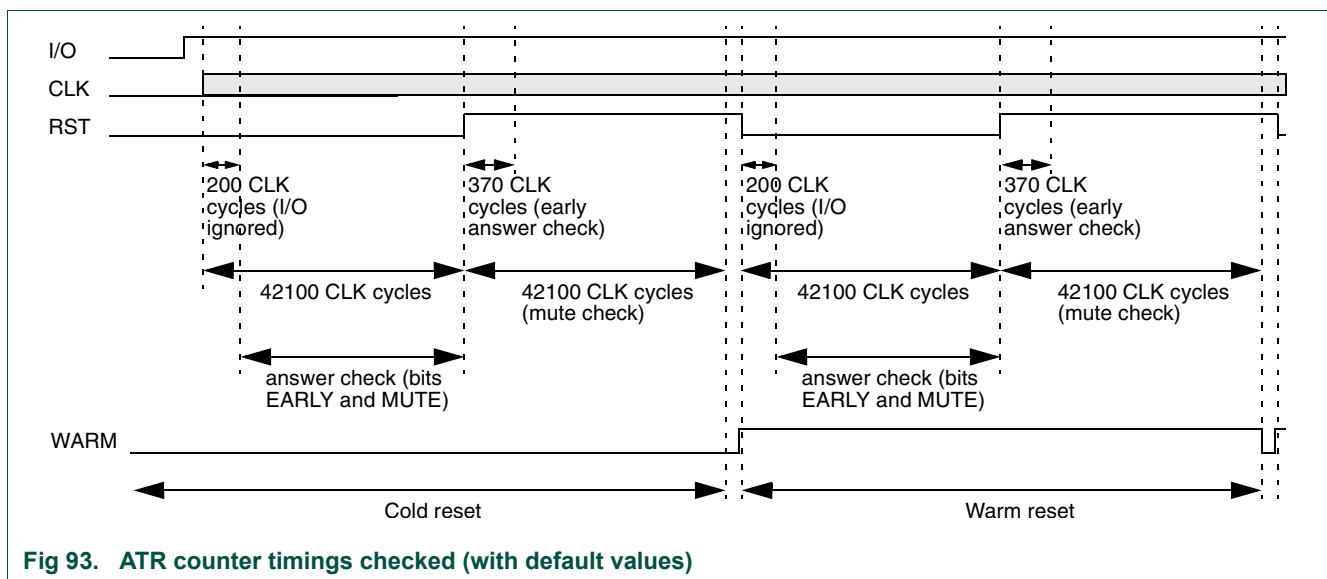 I/O
CLK
RST
200 CLK
cycles (I/O
ignored)
370 CLK
cycles (early
answer check)
200 CLK
cycles (I/O
ignored)
370 CLK
cycles (early
answer check)
42100 CLK cycles
42100 CLK cycles
(mute check)
42100 CLK cycles
42100 CLK cycles
(mute check)
answer check (bits
EARLY and MUTE)
answer check (bits
EARLY and MUTE)
WARM
Cold reset
Warm reset
Fig 93. ATR counter timings checked (with default values)